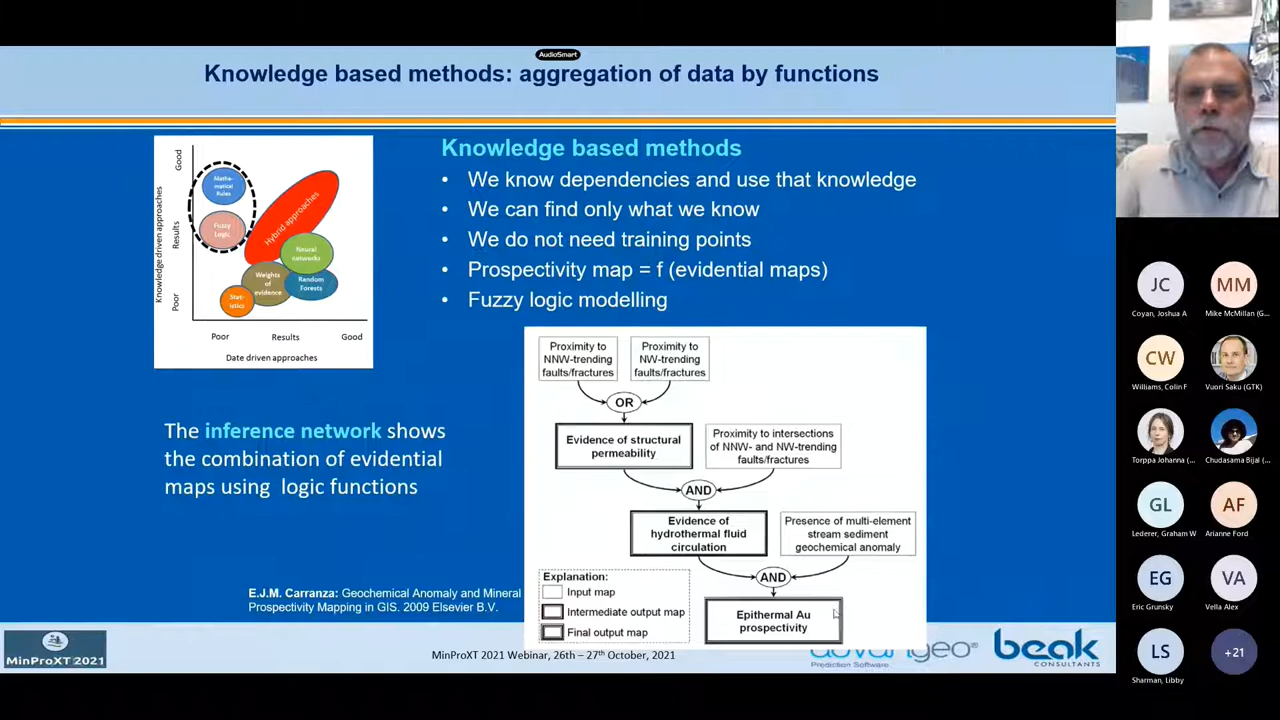 AudioSmart
Knowledge based methods: aggregation of data by functions
Knowledge driven approaches
Poor
Results
Good
Mathe-
matical
Rules
Fuzzy
Logic
Hybrid approaches
Neural
networks
Weights
of
evidence
Random
Forests
Stat-
istics
Poor
Results
Good
Date driven approaches
Knowledge based methods
• We know dependencies and use that knowledge
• We can find only what we know
• We do not need training points
• Prospectivity map = f (evidential maps)
• Fuzzy logic modelling
The inference network shows
the combination of evidential
maps using logic functions
Proximity to
NNW-trending
faults/fractures
Proximity to
NW-trending
faults/fractures
OR
Evidence of structural
permeability
Proximity to intersections
of NNW- and NW-trending
faults/fractures
AND
Evidence of
hydrothermal fluid
circulation
Presence of multi-element
stream sediment
geochemical anomaly
AND
Epithermal Au
prospectivity
Explanation:
Input map
Intermediate output map
Final output map
E.J.M. Carranza: Geochemical Anomaly and Mineral
Prospectivity Mapping in GIS. 2009 Elsevier B.V.
MinProXT 2021
MinProXT 2021 Webinar, 26th – 27th October, 2021
advangeo®
Prediction Software
beak
CONSULTANTS
JC
Coyan, Joshua A
MM
Mike McMillan (G...
CW
Williams, Colin F
Vuori Saku (GTK)
Torppa Johanna (...
Chudasama Bijal (...
GL
Lederer, Graham W
AF
Arianne Ford
EG
Eric Grunsky
VA
Vella Alex
LS
Sharman, Libby
+21